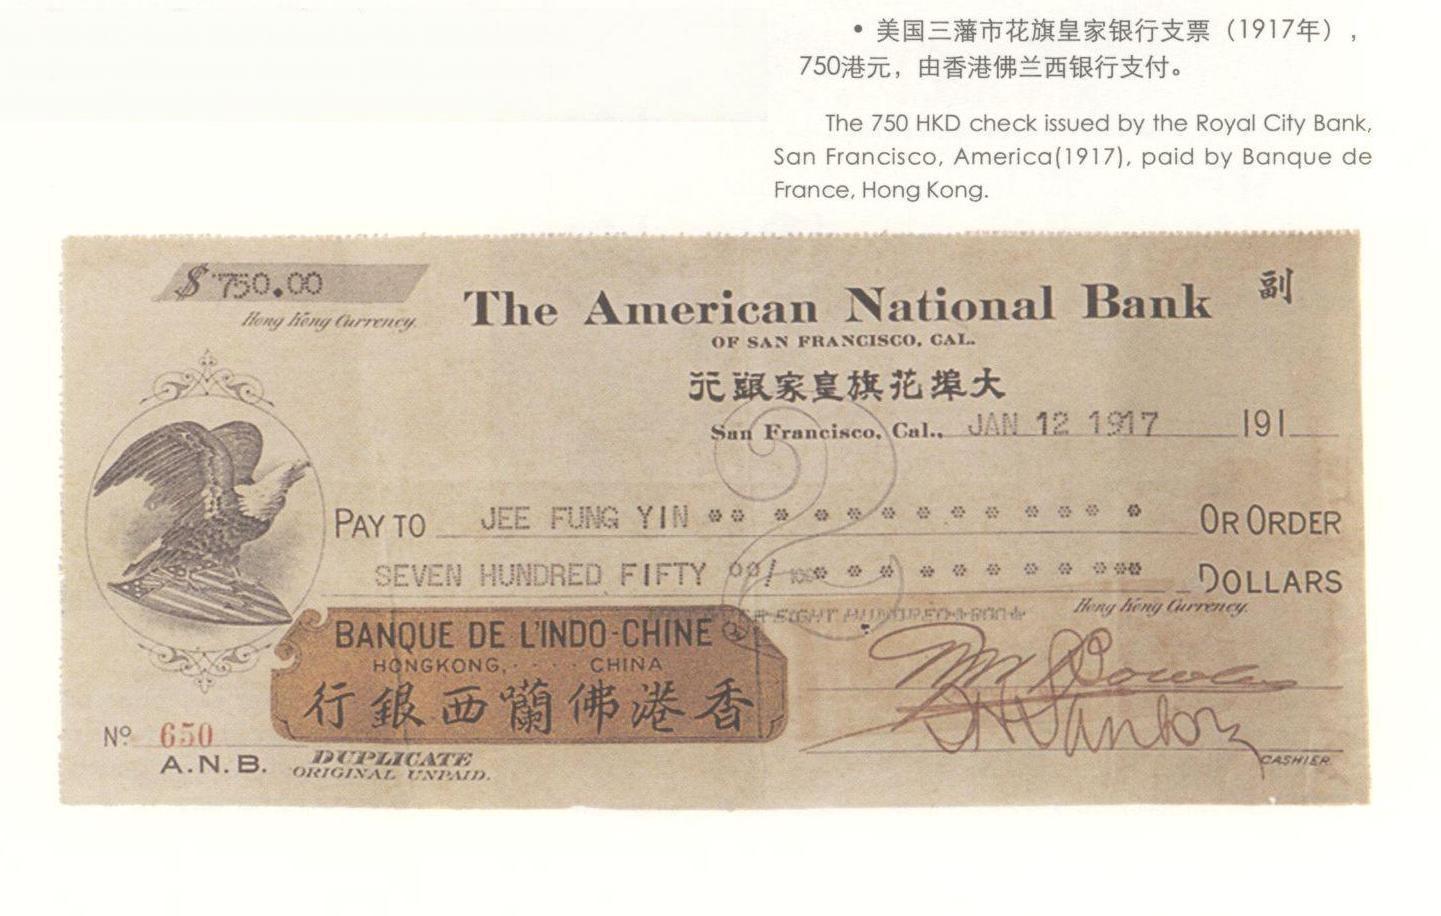 • 美国三藩市花旗皇家银行支票（1917年），
750港元，由香港佛兰西银行支付。
The 750 HKD check issued by the Royal City Bank,
San Francisco, America(1917), paid by Banque de
France, Hong Kong.
$750.00
Hong Kong Currency.
The American National Bank
副
OF SAN FRANCISCO, CAL.
行銀家皇旗花埠大
San Francisco, Cal., JAN 12 1917 191
PAY TO JEE FUNG YIN OR ORDER
SEVEN HUNDRED FIFTY 00/100 DOLLARS
Hong Kong Currency.
EIGHT HUNDRED
BANQUE DE L'INDO-CHINE
HONGKONG, · · · · CHINA
行銀西蘭佛港香
Nº 650
A.N.B.
DUPLICATE
ORIGINAL UNPAID.
CASHIER